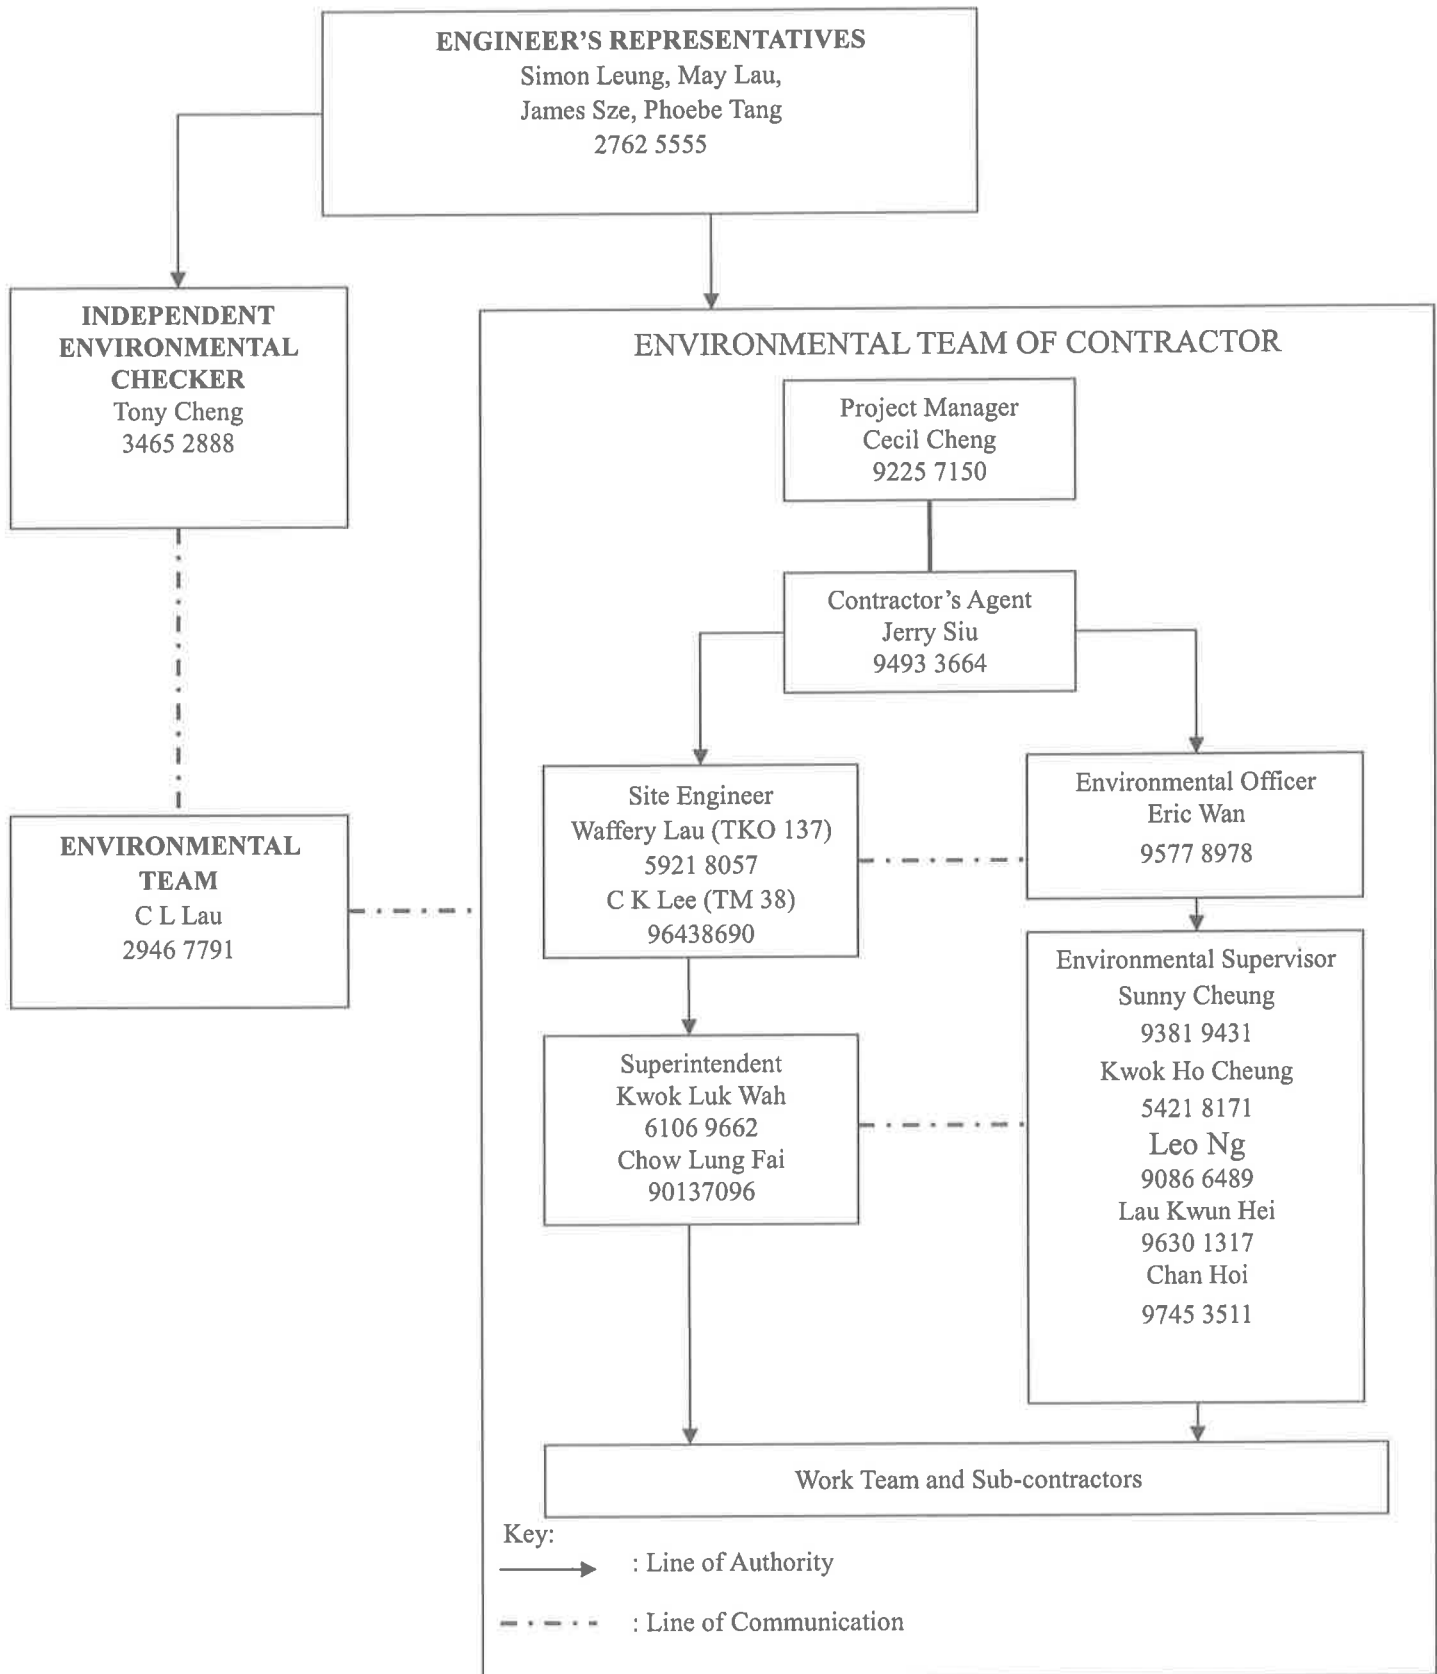 ENGINEER'S REPRESENTATIVES
Simon Leung, May Lau,
James Sze, Phoebe Tang
2762 5555
INDEPENDENT
ENVIRONMENTAL
CHECKER
Tony Cheng
3465 2888
ENVIRONMENTAL
TEAM
C L Lau
2946 7791
ENVIRONMENTAL TEAM OF CONTRACTOR
Project Manager
Cecil Cheng
9225 7150
Contractor's Agent
Jerry Siu
9493 3664
Site Engineer
Waffery Lau (TKO 137)
5921 8057
C K Lee (TM 38)
96438690
Environmental Officer
Eric Wan
9577 8978
Superintendent
Kwok Luk Wah
6106 9662
Chow Lung Fai
90137096
Environmental Supervisor
Sunny Cheung
9381 9431
Kwok Ho Cheung
5421 8171
Leo Ng
9086 6489
Lau Kwun Hei
9630 1317
Chan Hoi
9745 3511
Work Team and Sub-contractors
Key:
: Line of Authority
: Line of Communication